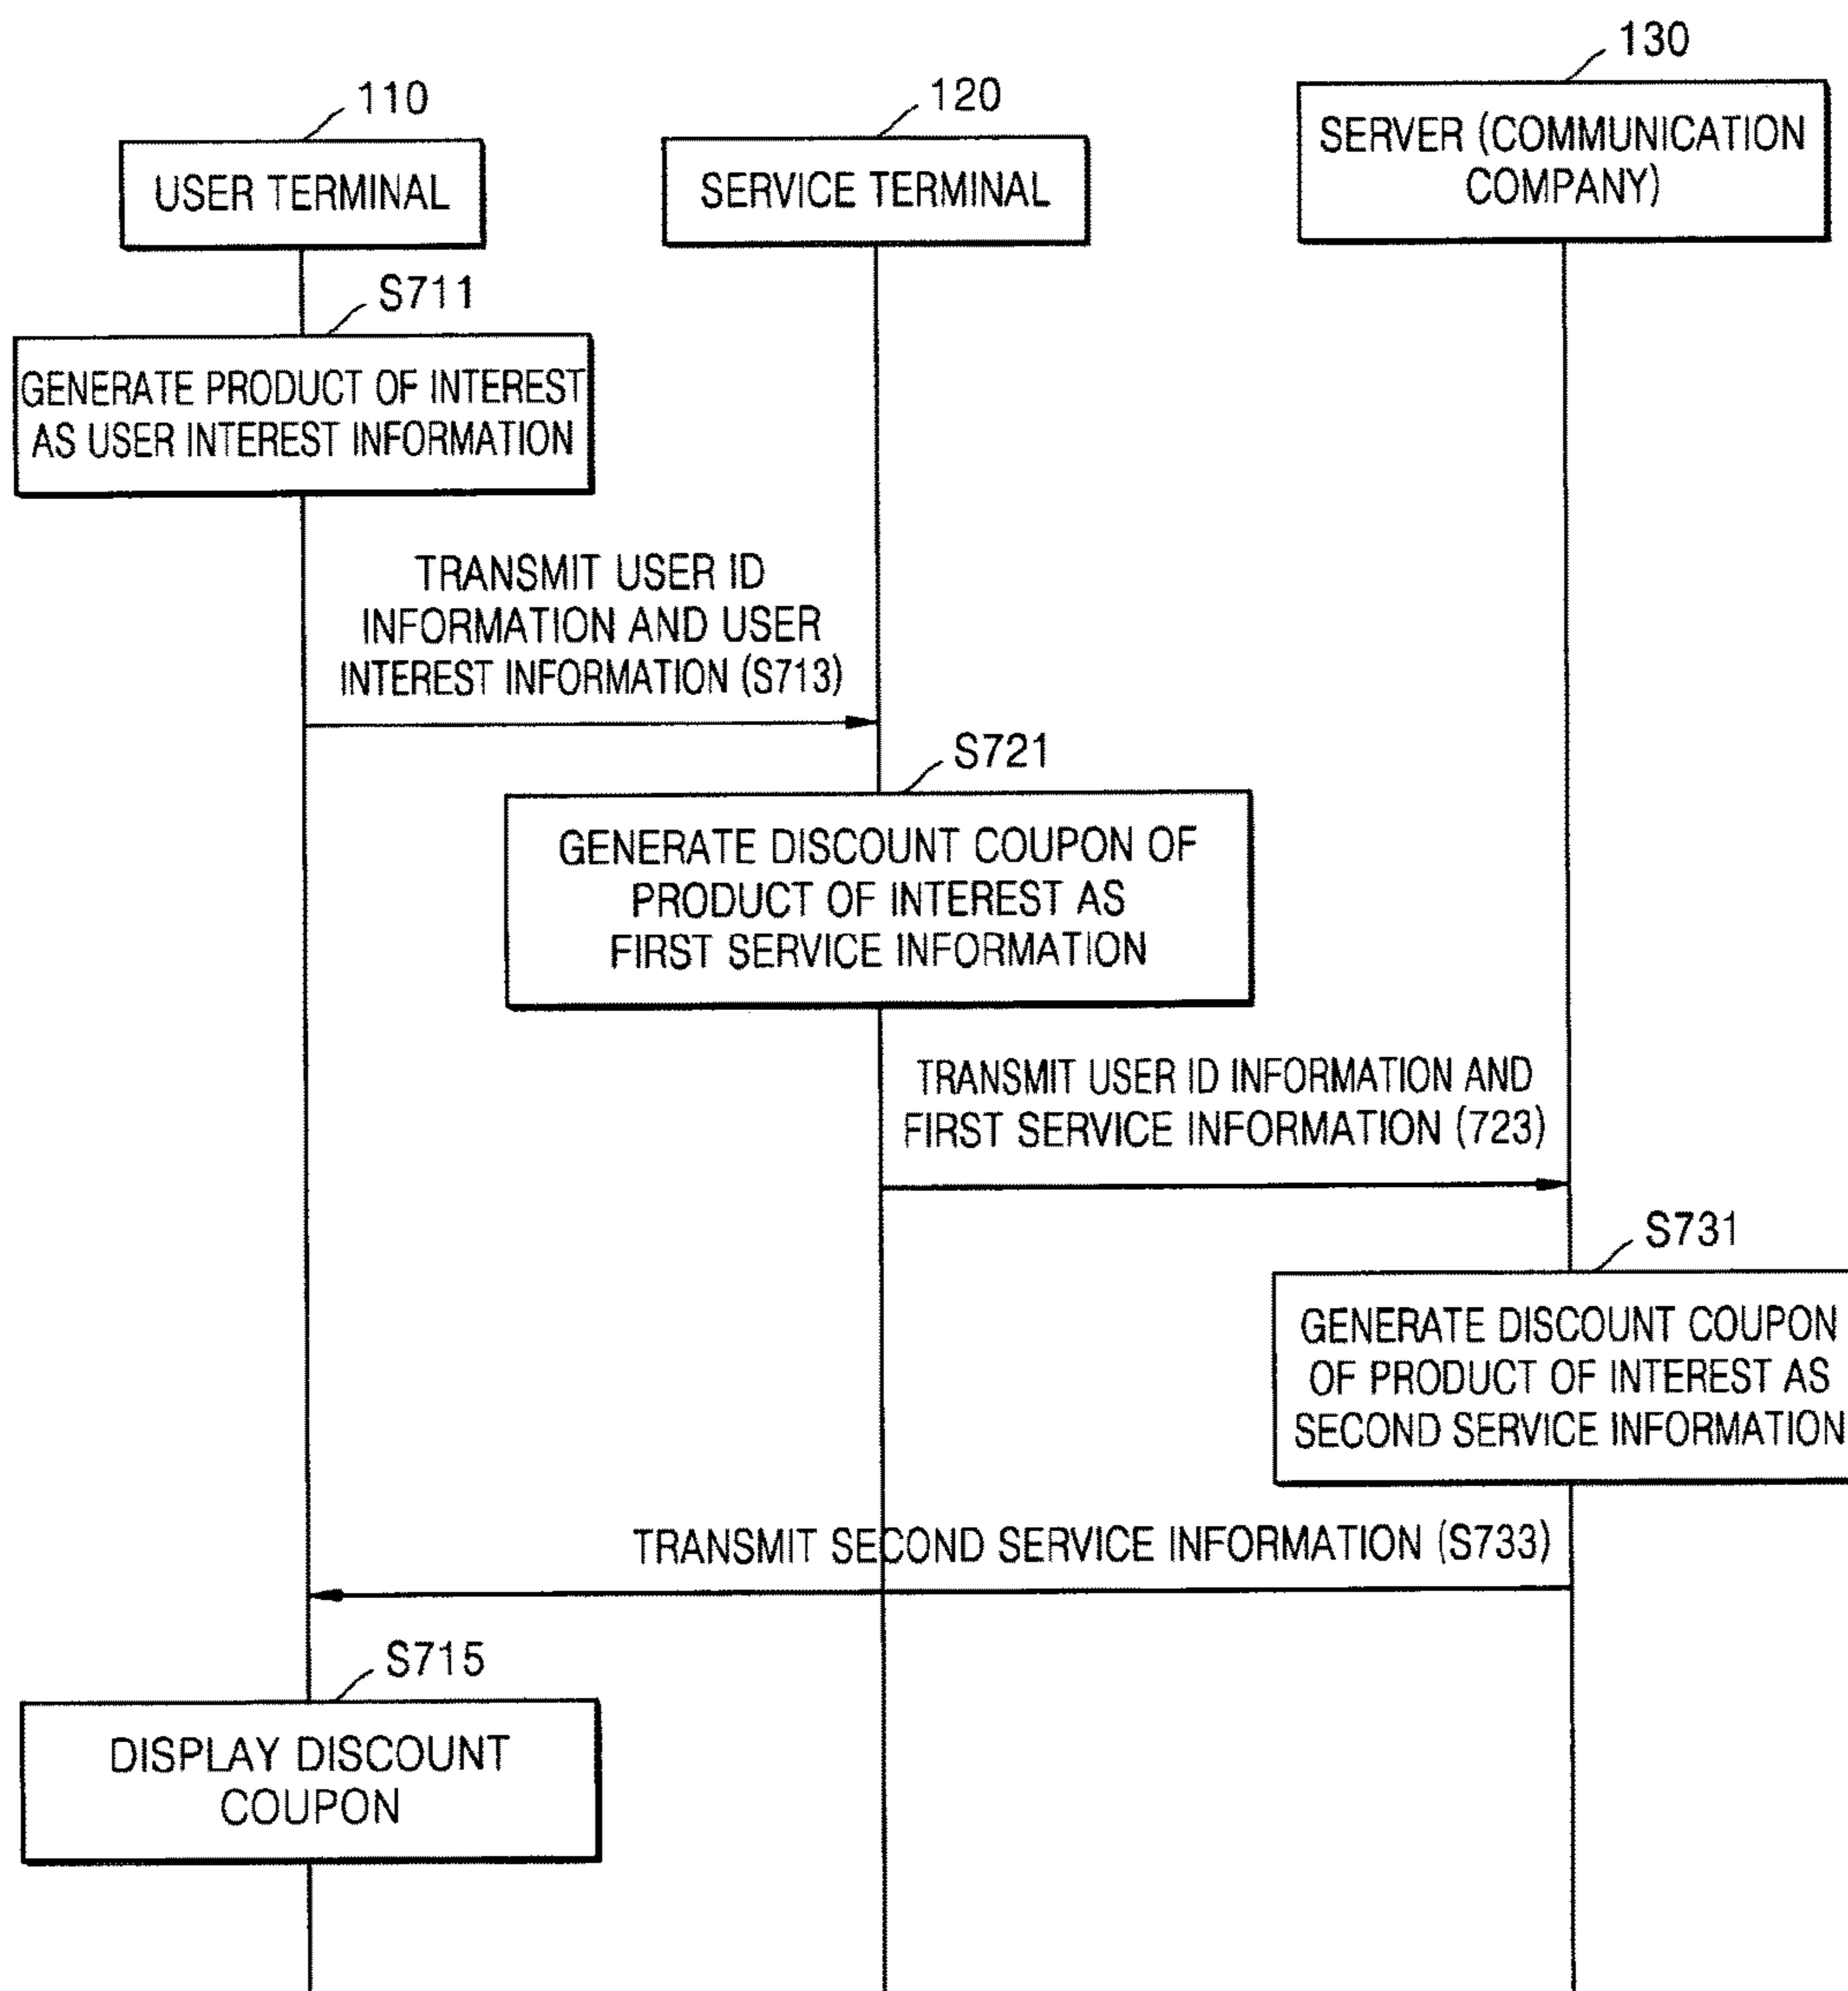 110
120
130
USER TERMINAL
SERVICE TERMINAL
SERVER (COMMUNICATION
COMPANY)
S711
GENERATE PRODUCT OF INTEREST
AS USER INTEREST INFORMATION
TRANSMIT USER ID
INFORMATION AND USER
INTEREST INFORMATION (S713)
S721
GENERATE DISCOUNT COUPON OF
PRODUCT OF INTEREST AS
FIRST SERVICE INFORMATION
TRANSMIT USER ID INFORMATION AND
FIRST SERVICE INFORMATION (723)
S731
GENERATE DISCOUNT COUPON
OF PRODUCT OF INTEREST AS
SECOND SERVICE INFORMATION
TRANSMIT SECOND SERVICE INFORMATION (S733)
S715
DISPLAY DISCOUNT
COUPON